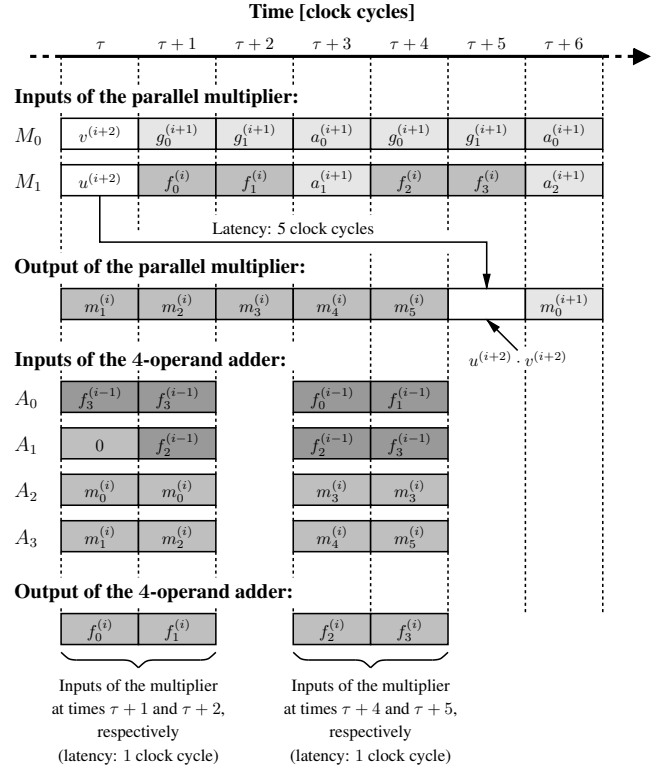 Time [clock cycles]
τ τ + 1 τ + 2 τ + 3 τ + 4 τ + 5 τ + 6
Inputs of the parallel multiplier:
M₀ v^(i+2) g₀^(i+1) g₁^(i+1) a₀^(i+1) g₀^(i+1) g₁^(i+1) a₀^(i+1)
M₁ u^(i+2) f₀^(i) f₁^(i) a₁^(i+1) f₂^(i) f₃^(i) a₂^(i+1)
Latency: 5 clock cycles
Output of the parallel multiplier:
m₁^(i) m₂^(i) m₃^(i) m₄^(i) m₅^(i) m₀^(i+1)
u^(i+2) · v^(i+2)
Inputs of the 4-operand adder:
A₀ f₃^(i−1) f₃^(i−1) f₀^(i−1) f₁^(i−1)
A₁ 0 f₂^(i−1) f₂^(i−1) f₃^(i−1)
A₂ m₀^(i) m₀^(i) m₃^(i) m₃^(i)
A₃ m₁^(i) m₂^(i) m₄^(i) m₅^(i)
Output of the 4-operand adder:
f₀^(i) f₁^(i) f₂^(i) f₃^(i)
Inputs of the multiplier
at times τ + 1 and τ + 2,
respectively
(latency: 1 clock cycle)
Inputs of the multiplier
at times τ + 4 and τ + 5,
respectively
(latency: 1 clock cycle)